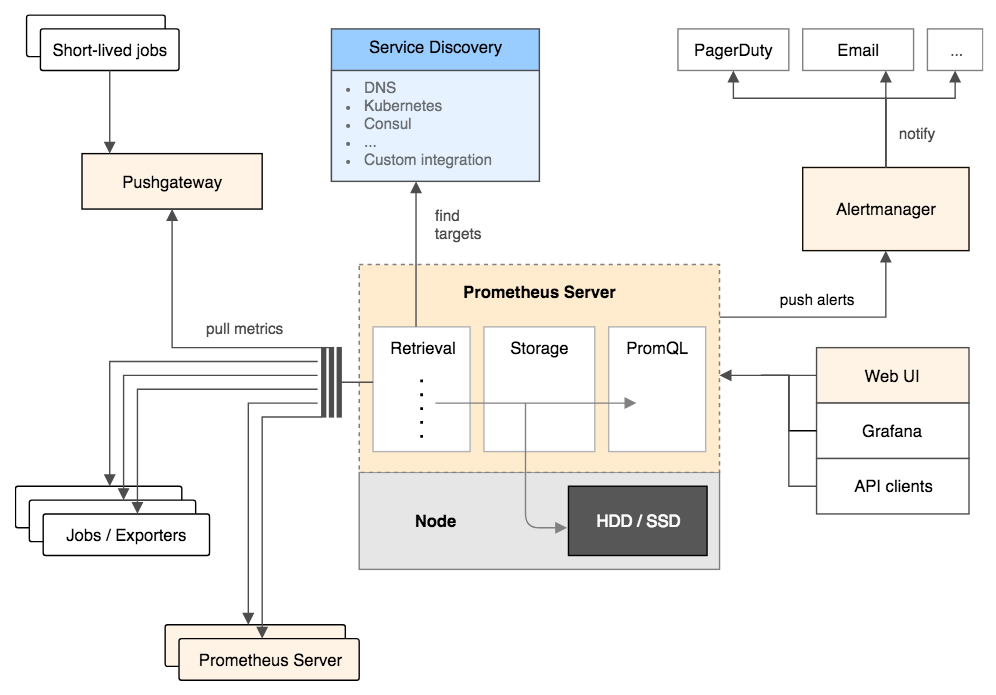 Short-lived jobs
Service Discovery
• DNS
• Kubernetes
• Consul
• ...
• Custom integration
PagerDuty
Email
...
notify
Pushgateway
Alertmanager
find
targets
Prometheus Server
push alerts
pull metrics
Retrieval
Storage
PromQL
Web UI
Grafana
API clients
Node
HDD / SSD
Jobs / Exporters
Prometheus Server